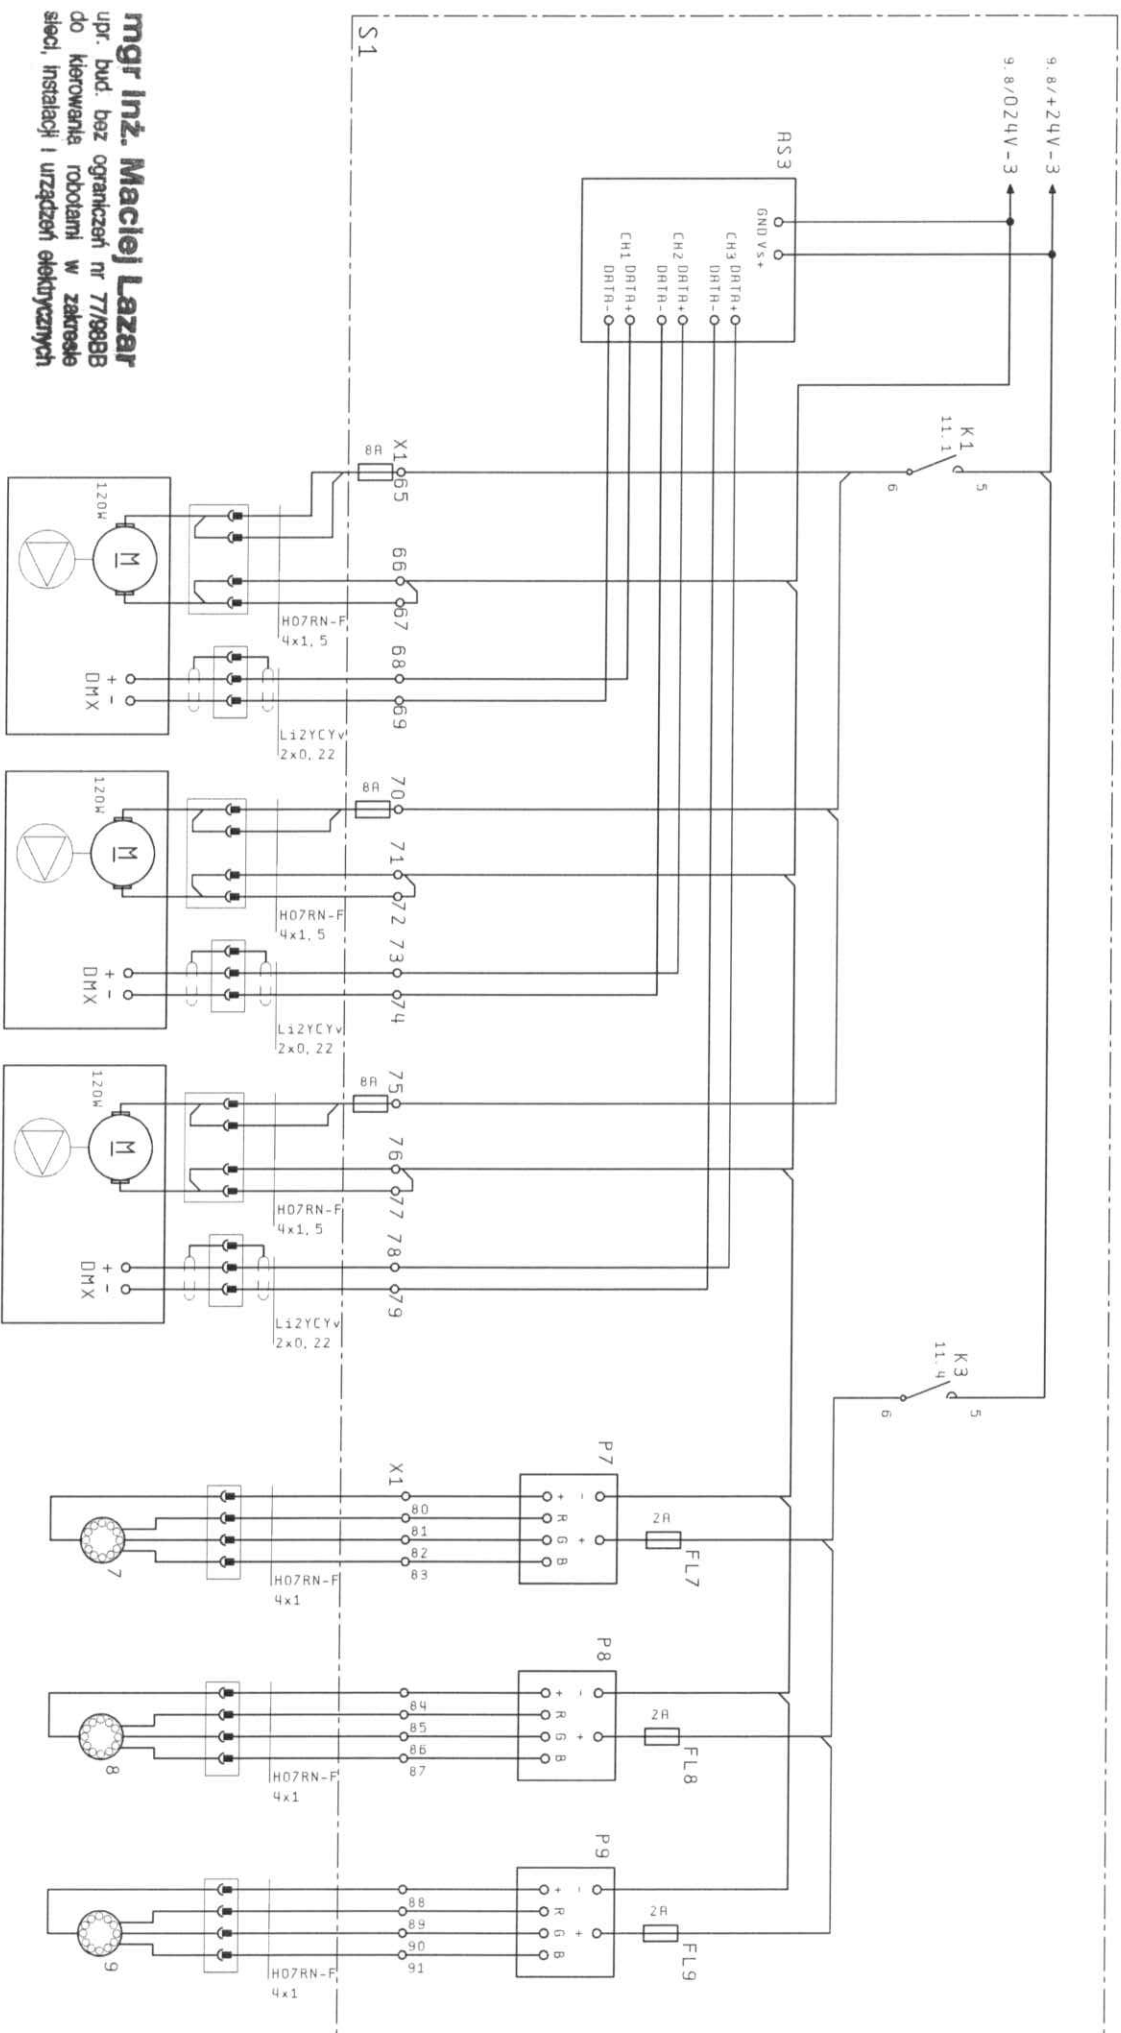 9.8/+24V-3
9.8/024V-3
S1
AS3
GND Vs+
CH3 DATA+
DATA-
CH2 DATA+
DATA-
CH1 DATA+
DATA-
K1
11.1
5
6
K3
11.4
5
6
X1
65
66
67
68
69
70
71
72
73
74
75
76
77
78
79
8A
8A
8A
H07RN-F
4x1,5
Li2YCYv
2x0,22
H07RN-F
4x1,5
Li2YCYv
2x0,22
H07RN-F
4x1,5
Li2YCYv
2x0,22
120W
M
+ -
DMX
120W
M
+ -
DMX
120W
M
+ -
DMX
P7
- +
+ R G B
2A
FL7
X1
80
81
82
83
H07RN-F
4x1
7
P8
- +
+ R G B
2A
FL8
84
85
86
87
H07RN-F
4x1
8
P9
- +
+ R G B
2A
FL9
88
89
90
91
H07RN-F
4x1
9
mgr inż. Maciej Lazar
upr. bud. bez ograniczeń nr 77/98BB
do kierowania robotami w zakresie
sieci, instalacji i urządzeń elektrycznych